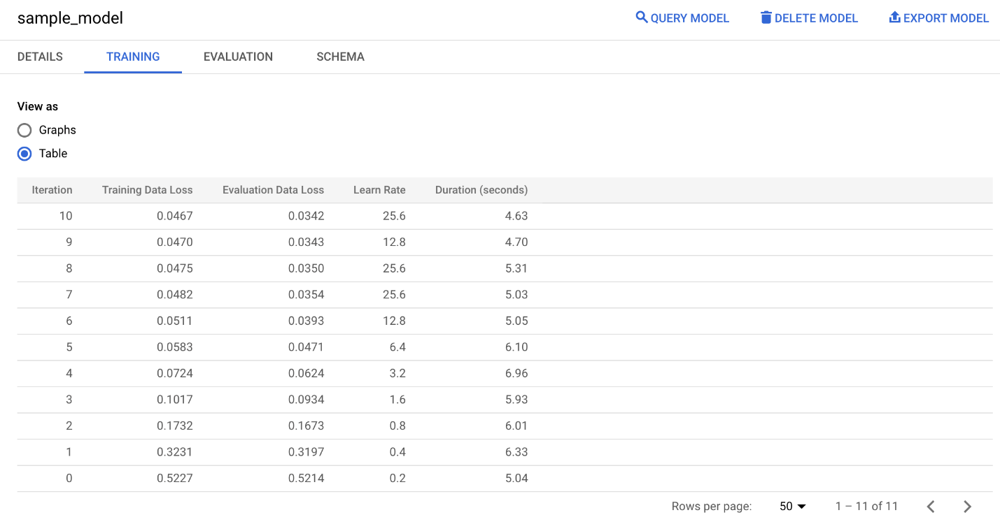 sample_model QUERY MODEL DELETE MODEL EXPORT MODEL
DETAILS TRAINING EVALUATION SCHEMA
View as
Graphs
Table
Iteration Training Data Loss Evaluation Data Loss Learn Rate Duration (seconds)
10 0.0467 0.0342 25.6 4.63
9 0.0470 0.0343 12.8 4.70
8 0.0475 0.0350 25.6 5.31
7 0.0482 0.0354 25.6 5.03
6 0.0511 0.0393 12.8 5.05
5 0.0583 0.0471 6.4 6.10
4 0.0724 0.0624 3.2 6.96
3 0.1017 0.0934 1.6 5.93
2 0.1732 0.1673 0.8 6.01
1 0.3231 0.3197 0.4 6.33
0 0.5227 0.5214 0.2 5.04
Rows per page: 50 1 – 11 of 11